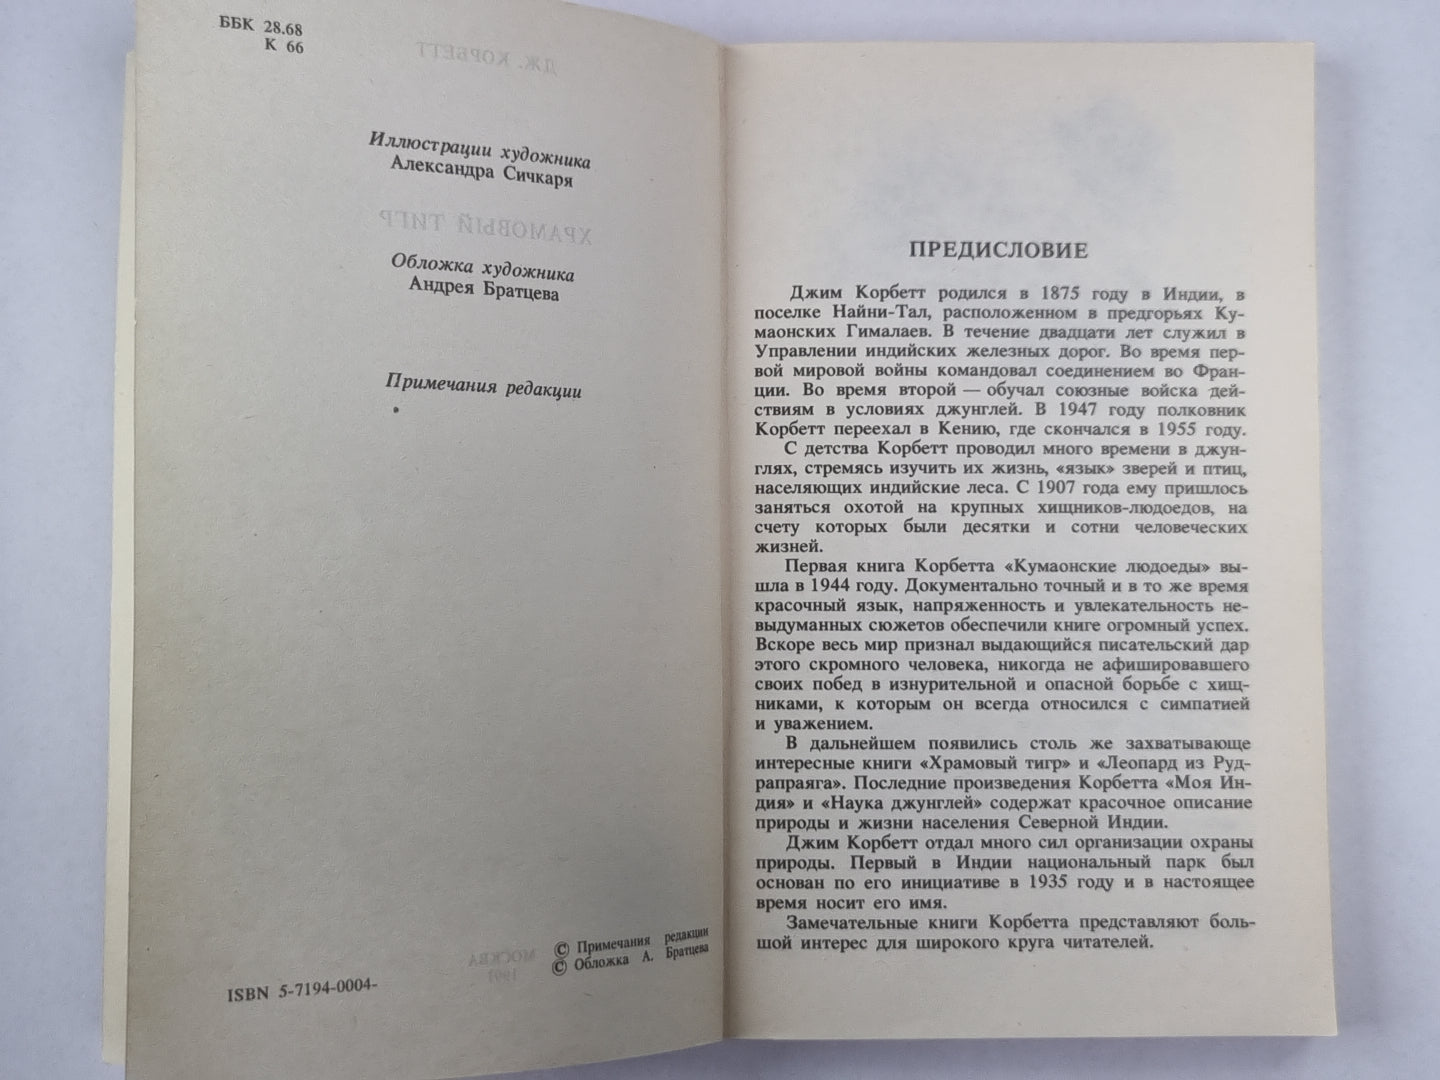 ББК 28.68
К 66
ДЖ. КОРБЕТТ
Иллюстрации художника
Александра Сичкаря
ХРАМОВЫЙ ТИГР
Обложка художника
Андрея Братцева
Примечания редакции
МОСКВА
1991
© Примечания редакции
© Обложка А. Братцева
ISBN 5-7194-0004-
ПРЕДИСЛОВИЕ
Джим Корбетт родился в 1875 году в Индии, в
поселке Найни-Тал, расположенном в предгорьях Ку-
маонских Гималаев. В течение двадцати лет служил в
Управлении индийских железных дорог. Во время пер-
вой мировой войны командовал соединением во Фран-
ции. Во время второй — обучал союзные войска дей-
ствиям в условиях джунглей. В 1947 году полковник
Корбетт переехал в Кению, где скончался в 1955 году.
С детства Корбетт проводил много времени в джун-
глях, стремясь изучить их жизнь, «язык» зверей и птиц,
населяющих индийские леса. С 1907 года ему пришлось
заняться охотой на крупных хищников-людоедов, на
счету которых были десятки и сотни человеческих
жизней.
Первая книга Корбетта «Кумаонские людоеды» вы-
шла в 1944 году. Документально точный и в то же время
красочный язык, напряженность и увлекательность не-
выдуманных сюжетов обеспечили книге огромный успех.
Вскоре весь мир признал выдающийся писательский дар
этого скромного человека, никогда не афишировавшего
своих побед в изнурительной и опасной борьбе с хищ-
никами, к которым он всегда относился с симпатией
и уважением.
В дальнейшем появились столь же захватывающе
интересные книги «Храмовый тигр» и «Леопард из Руд-
рапраяга». Последние произведения Корбетта «Моя Ин-
дия» и «Наука джунглей» содержат красочное описание
природы и жизни населения Северной Индии.
Джим Корбетт отдал много сил организации охраны
природы. Первый в Индии национальный парк был
основан по его инициативе в 1935 году и в настоящее
время носит его имя.
Замечательные книги Корбетта представляют боль-
шой интерес для широкого круга читателей.